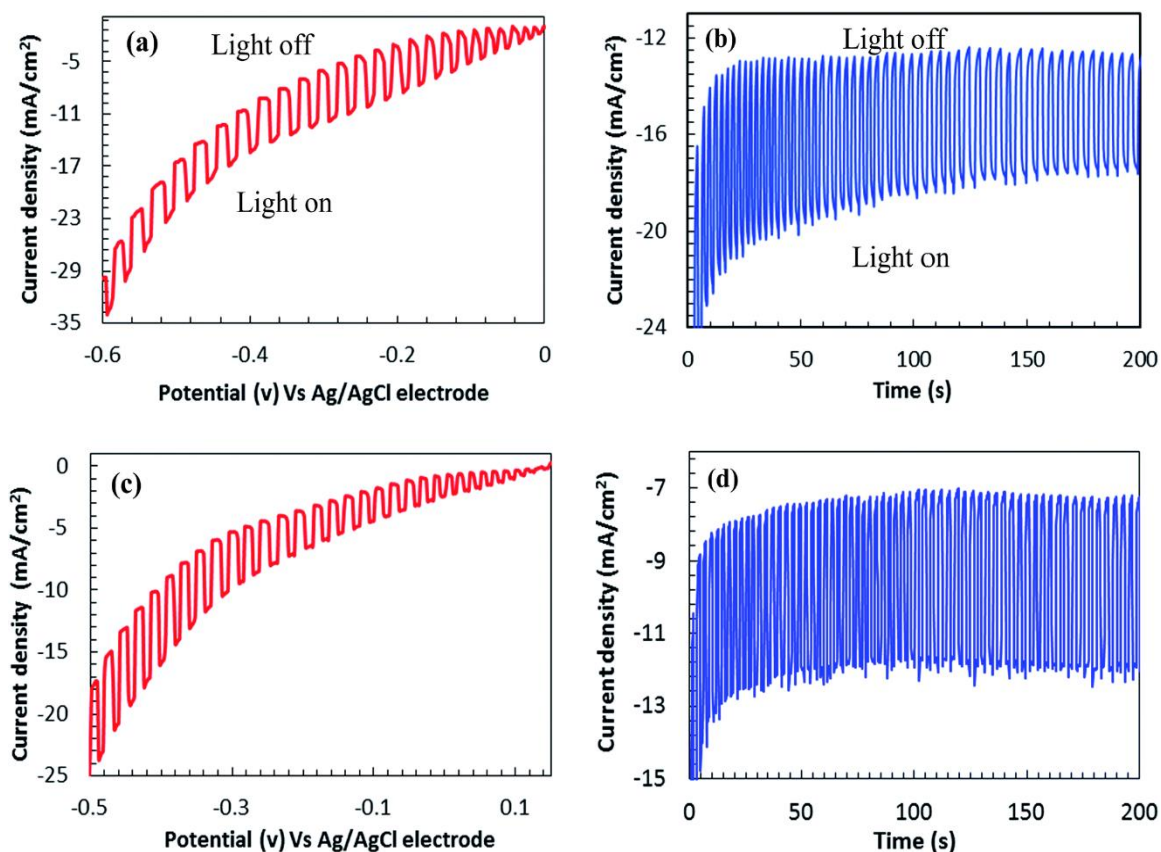 (a)
Light off
Light on
Current density (mA/cm²)
-5
-11
-17
-23
-29
-35
-0.6
-0.4
-0.2
0
Potential (v) Vs Ag/AgCl electrode
(b)
Light off
Light on
Current density (mA/cm²)
-12
-16
-20
-24
0
50
100
150
200
Time (s)
(c)
Current density (mA/cm²)
0
-5
-10
-15
-20
-25
-0.5
-0.3
-0.1
0.1
Potential (v) Vs Ag/AgCl electrode
(d)
Current density (mA/cm²)
-7
-9
-11
-13
-15
0
50
100
150
200
Time (s)